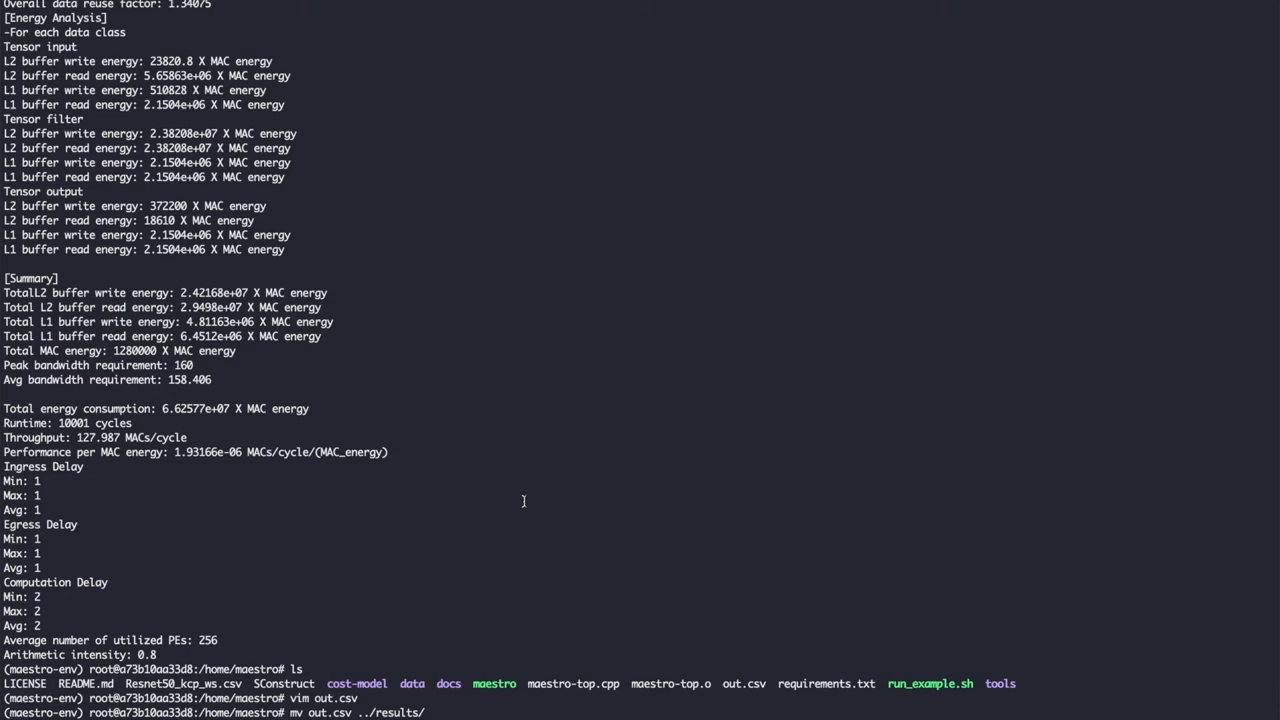 Overall data reuse factor: 1.34075
[Energy Analysis]
-For each data class
Tensor input
L2 buffer write energy: 23820.8 X MAC energy
L2 buffer read energy: 5.65863e+06 X MAC energy
L1 buffer write energy: 510828 X MAC energy
L1 buffer read energy: 2.1504e+06 X MAC energy
Tensor filter
L2 buffer write energy: 2.38208e+07 X MAC energy
L2 buffer read energy: 2.38208e+07 X MAC energy
L1 buffer write energy: 2.1504e+06 X MAC energy
L1 buffer read energy: 2.1504e+06 X MAC energy
Tensor output
L2 buffer write energy: 372200 X MAC energy
L2 buffer read energy: 18610 X MAC energy
L1 buffer write energy: 2.1504e+06 X MAC energy
L1 buffer read energy: 2.1504e+06 X MAC energy
[Summary]
TotalL2 buffer write energy: 2.42168e+07 X MAC energy
Total L2 buffer read energy: 2.9498e+07 X MAC energy
Total L1 buffer write energy: 4.81163e+06 X MAC energy
Total L1 buffer read energy: 6.4512e+06 X MAC energy
Total MAC energy: 1280000 X MAC energy
Peak bandwidth requirement: 160
Avg bandwidth requirement: 158.406
Total energy consumption: 6.62577e+07 X MAC energy
Runtime: 10001 cycles
Throughput: 127.987 MACs/cycle
Performance per MAC energy: 1.93166e-06 MACs/cycle/(MAC_energy)
Ingress Delay
Min: 1
Max: 1
Avg: 1
Egress Delay
Min: 1
Max: 1
Avg: 1
Computation Delay
Min: 2
Max: 2
Avg: 2
Average number of utilized PEs: 256
Arithmetic intensity: 0.8
(maestro-env) root@a73b10aa33d8:/home/maestro# ls
LICENSE README.md Resnet50_kcp_ws.csv SConstruct cost-model data docs maestro maestro-top.cpp maestro-top.o out.csv requirements.txt run_example.sh tools
(maestro-env) root@a73b10aa33d8:/home/maestro# vim out.csv
(maestro-env) root@a73b10aa33d8:/home/maestro# mv out.csv ../results/